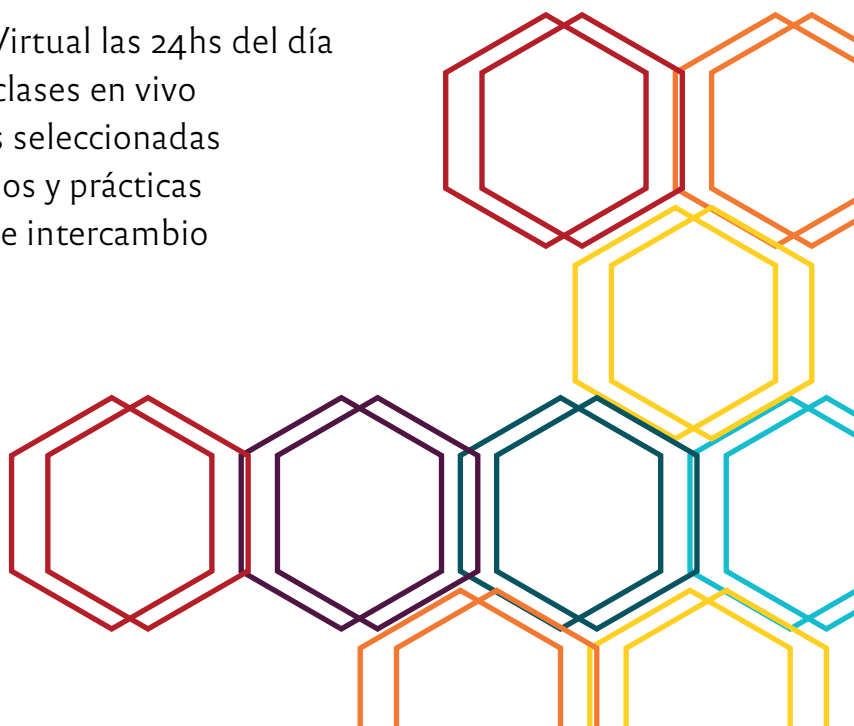 Virtual las 24hs del día
clases en vivo
s seleccionadas
os y prácticas
e intercambio